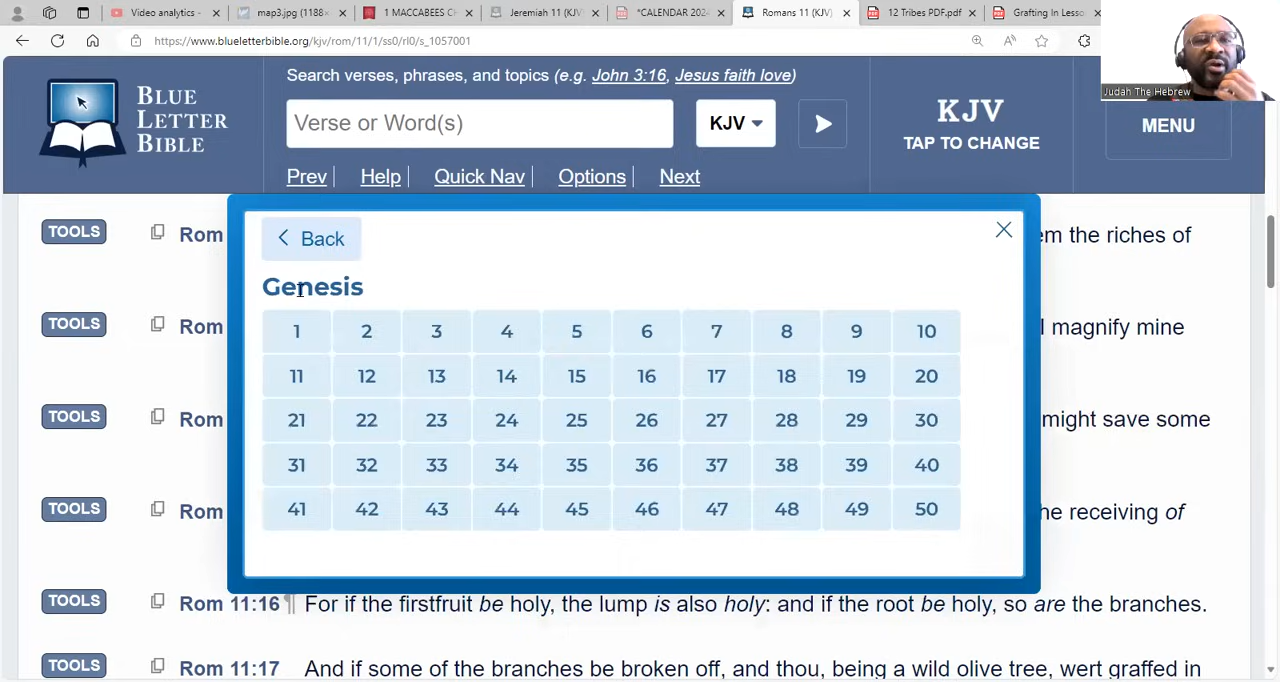 Video analytics -
map3.jpg (1188×
1 MACCABEES CH
Jeremiah 11 (KJV
*CALENDAR 2024
Romans 11 (KJV)
12 Tribes PDF.pdf
Grafting In Lesso
https://www.blueletterbible.org/kjv/rom/11/1/ss0/rl0/s_1057001
Judah The Hebrew
BLUE
LETTER
BIBLE
Search verses, phrases, and topics (e.g. John 3:16, Jesus faith love)
Verse or Word(s)
KJV
KJV
TAP TO CHANGE
MENU
Prev
Help
Quick Nav
Options
Next
Back
Genesis
1 2 3 4 5 6 7 8 9 10
11 12 13 14 15 16 17 18 19 20
21 22 23 24 25 26 27 28 29 30
31 32 33 34 35 36 37 38 39 40
41 42 43 44 45 46 47 48 49 50
TOOLS Rom em the riches of
TOOLS Rom I magnify mine
TOOLS Rom might save some
TOOLS Rom he receiving of
TOOLS Rom 11:16 ¶ For if the firstfruit be holy, the lump is also holy: and if the root be holy, so are the branches.
TOOLS Rom 11:17 And if some of the branches be broken off, and thou, being a wild olive tree, wert graffed in